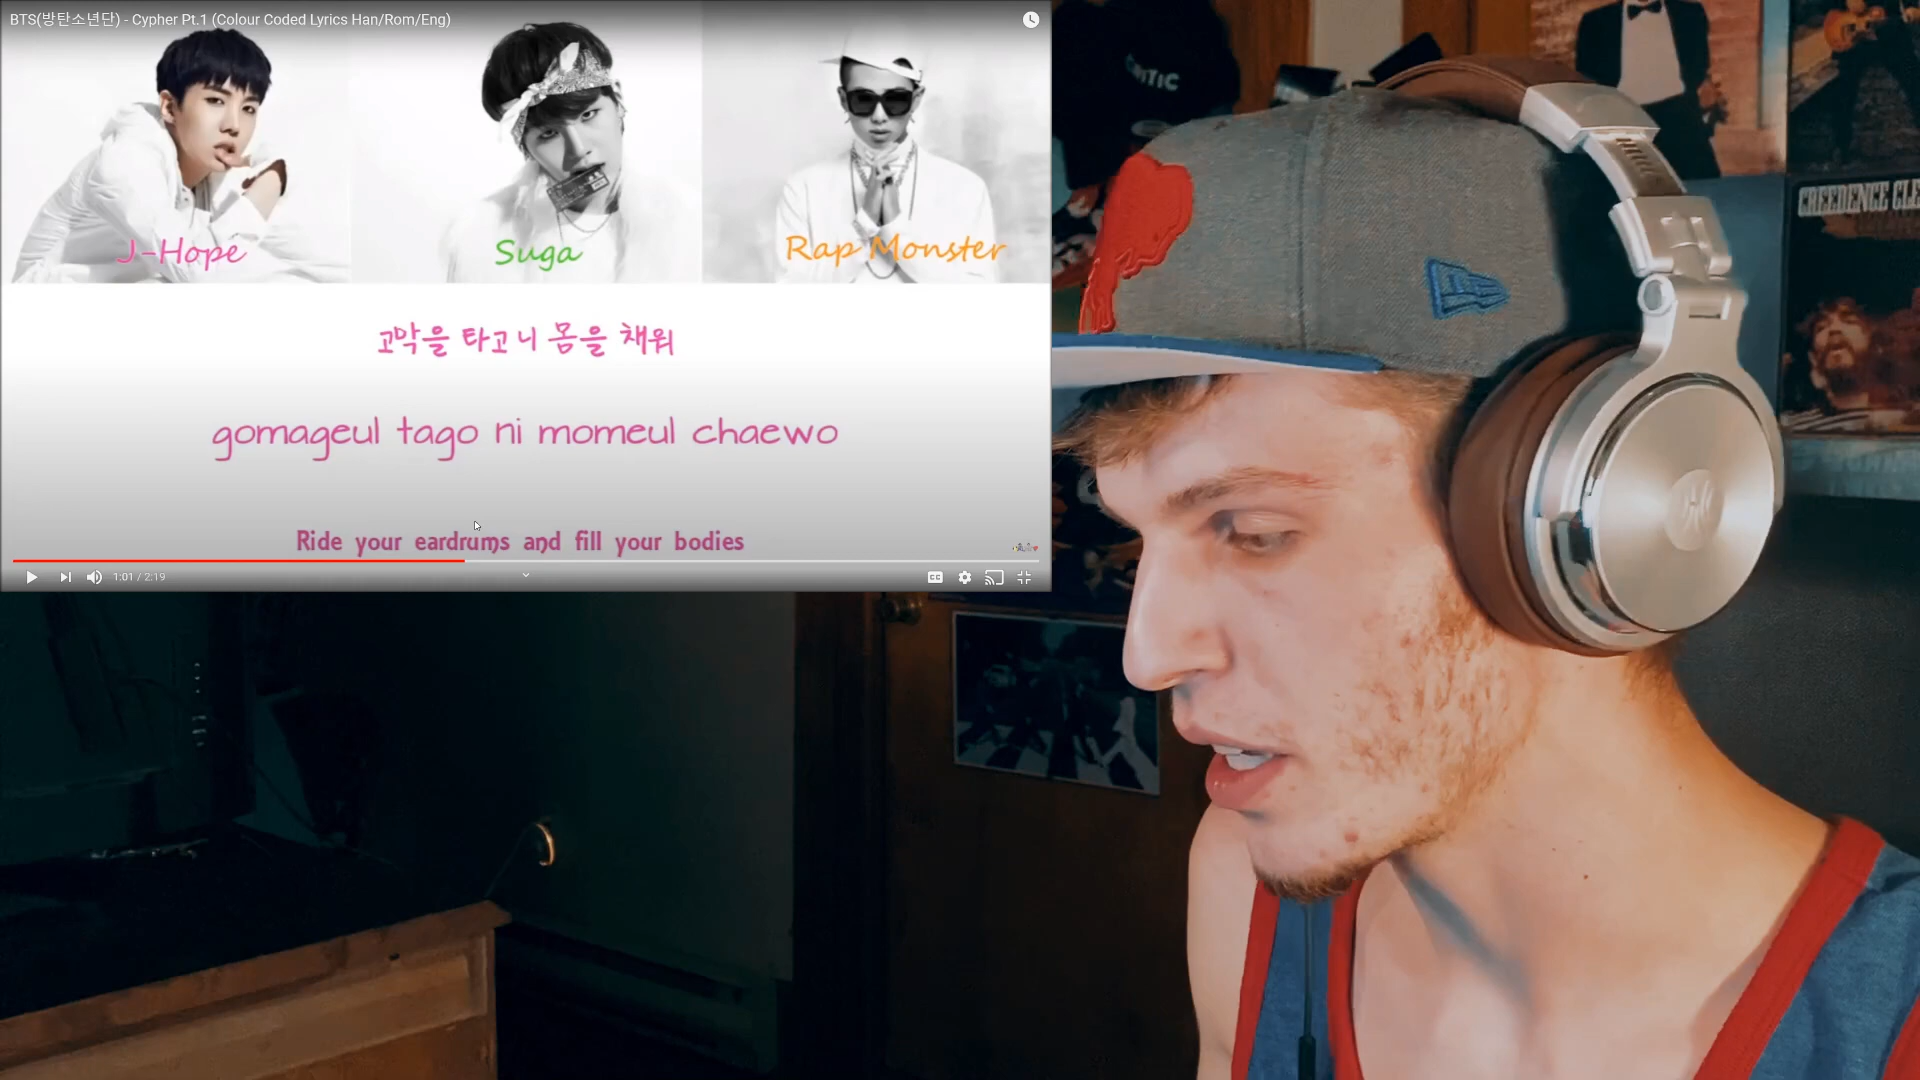 BTS(방탄소년단) - Cypher Pt.1 (Colour Coded Lyrics Han/Rom/Eng)
J-Hope
Suga
Rap Monster
고막을 타고 니 몸을 채워
gomageul tago ni momeul chaewo
Ride your eardrums and fill your bodies
1:01 / 2:19
CC
CREEDENCE CLE